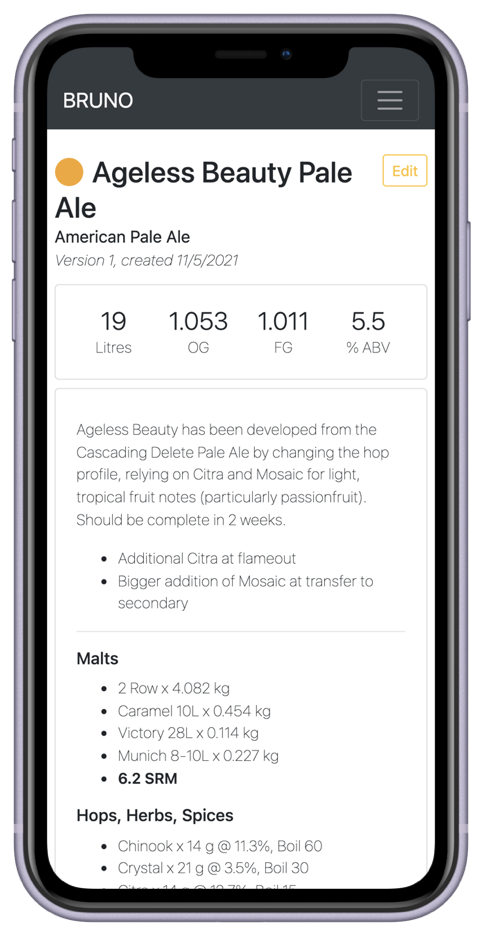 BRUNO
Ageless Beauty Pale
Edit
Ale
American Pale Ale
Version 1, created 11/5/2021
19 1.053 1.011 5.5
Litres OG FG % ABV
Ageless Beauty has been developed from the
Cascading Delete Pale Ale by changing the hop
profile, relying on Citra and Mosaic for light,
tropical fruit notes (particularly passionfruit).
Should be complete in 2 weeks.
• Additional Citra at flameout
• Bigger addition of Mosaic at transfer to
secondary
Malts
• 2 Row x 4.082 kg
• Caramel 10L x 0.454 kg
• Victory 28L x 0.114 kg
• Munich 8-10L x 0.227 kg
• 6.2 SRM
Hops, Herbs, Spices
• Chinook x 14 g @ 11.3%, Boil 60
• Crystal x 21 g @ 3.5%, Boil 30
• Citra x 14 g @ Boil 15